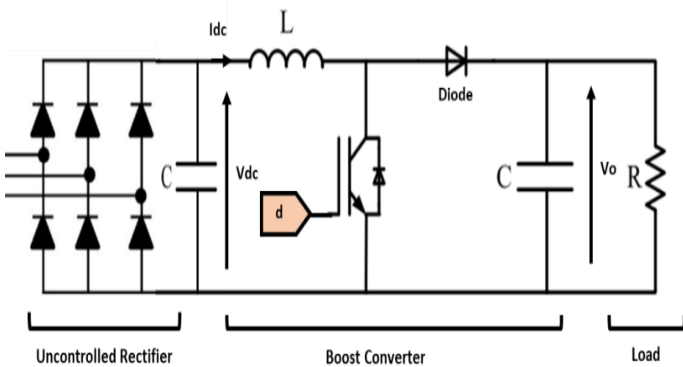 Idc
L
Diode
C
Vdc
d
C
Vo
R
Uncontrolled Rectifier
Boost Converter
Load